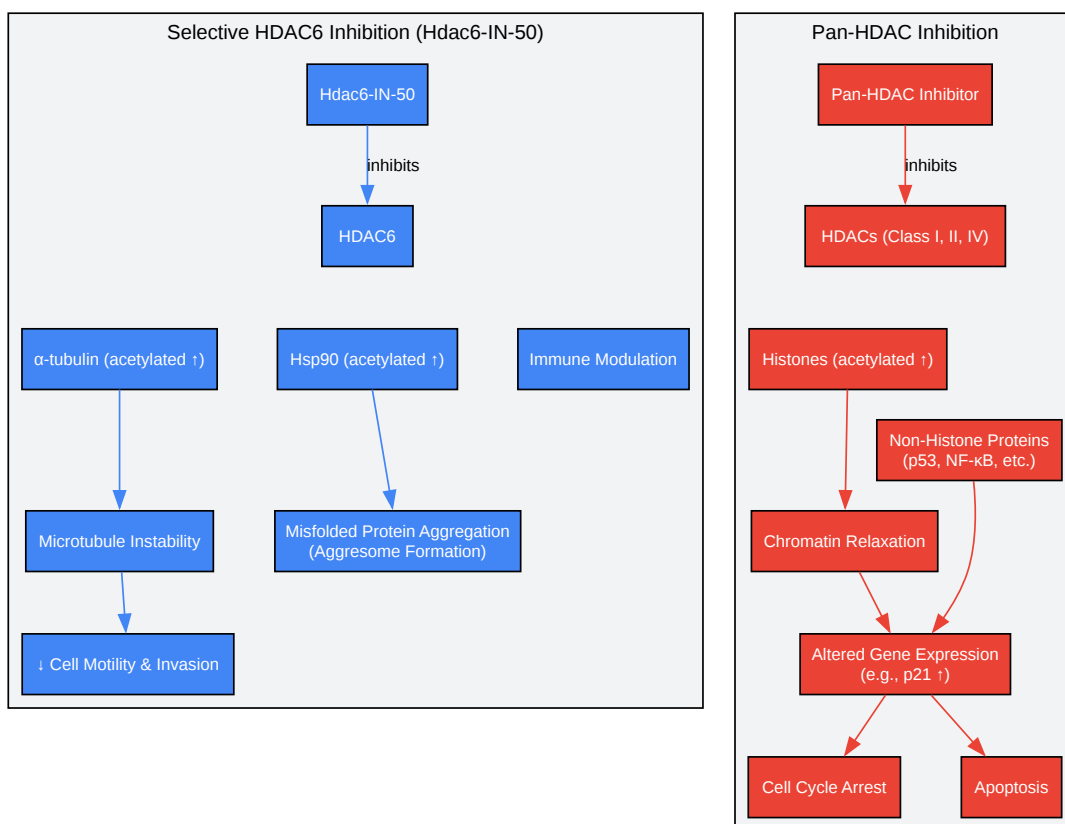 Selective HDAC6 Inhibition (Hdac6-IN-50)
Hdac6-IN-50
inhibits
HDAC6
α-tubulin (acetylated ↑)
Hsp90 (acetylated ↑)
Immune Modulation
Microtubule Instability
Misfolded Protein Aggregation
(Aggresome Formation)
↓ Cell Motility & Invasion
Pan-HDAC Inhibition
Pan-HDAC Inhibitor
inhibits
HDACs (Class I, II, IV)
Histones (acetylated ↑)
Non-Histone Proteins
(p53, NF-κB, etc.)
Chromatin Relaxation
Altered Gene Expression
(e.g., p21 ↑)
Cell Cycle Arrest
Apoptosis